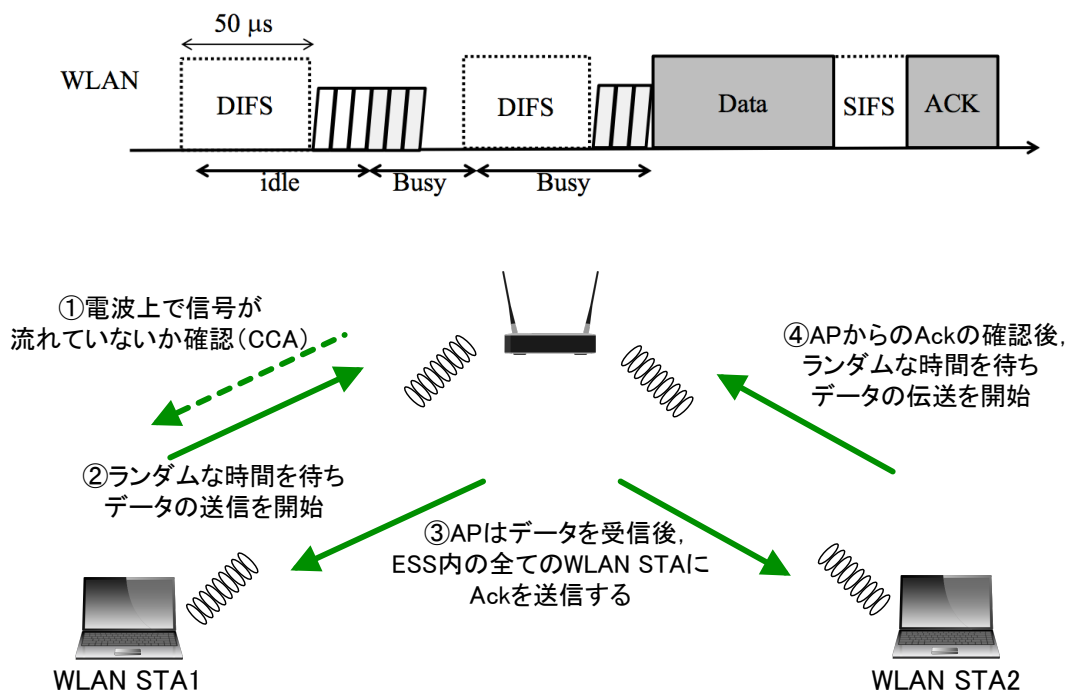 50 μs
WLAN
DIFS
DIFS
Data
SIFS
ACK
idle
Busy
Busy
①電波上で信号が
流れていないか確認(CCA)
④APからのAckの確認後,
ランダムな時間を待ち
データの伝送を開始
②ランダムな時間を待ち
データの送信を開始
③APはデータを受信後,
ESS内の全てのWLAN STAに
Ackを送信する
WLAN STA1
WLAN STA2